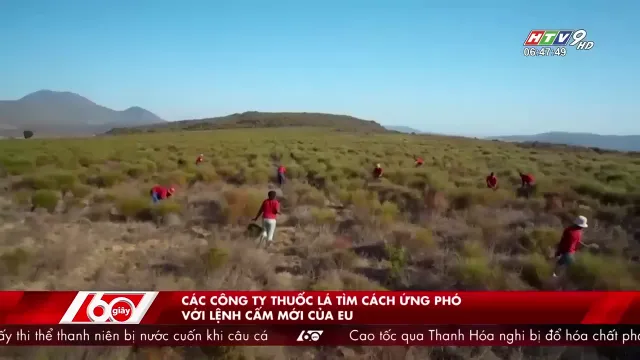 HTV9 HD
06:47:49
60 giây
CÁC CÔNG TY THUỐC LÁ TÌM CÁCH ỨNG PHÓ
VỚI LỆNH CẤM MỚI CỦA EU
thi thể thanh niên bị nước cuốn khi câu cá
Cao tốc qua Thanh Hóa nghi bị đổ hóa chất